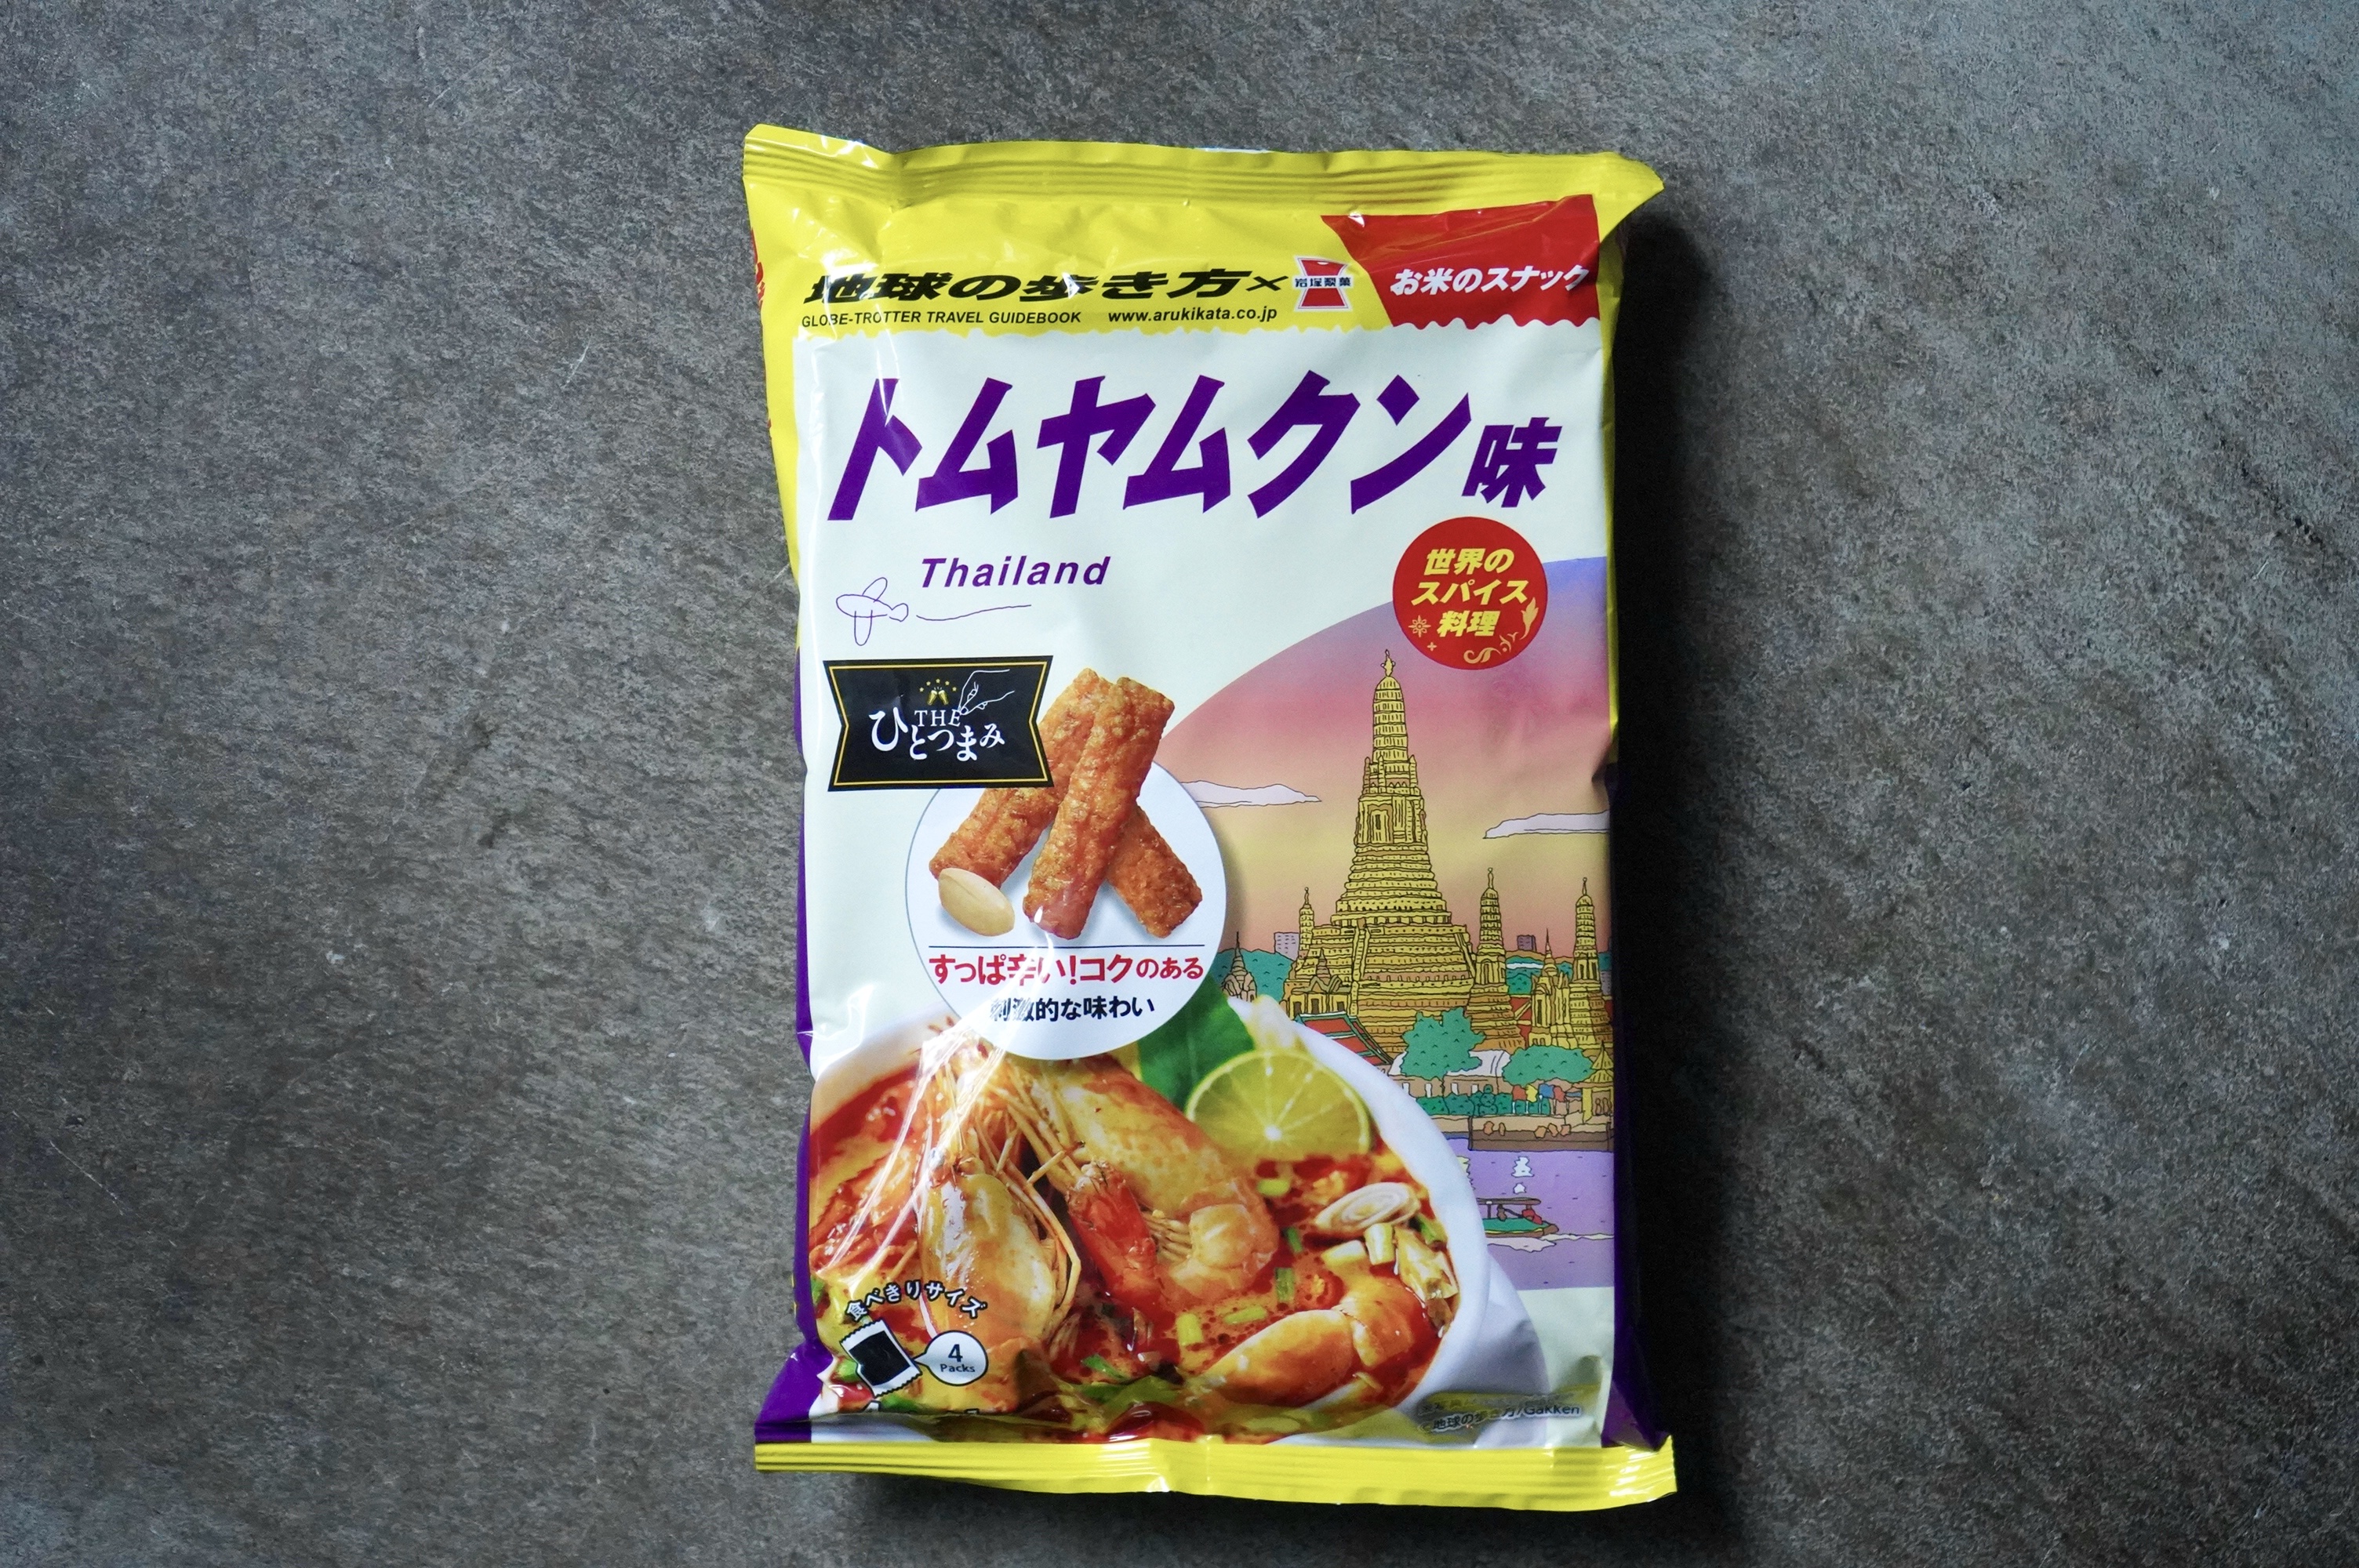 地球の歩き方×岩塚製菓
お米のスナック
GLOBE-TROTTER TRAVEL GUIDEBOOK www.arukikata.co.jp
トムヤムクン味
Thailand
世界の
スパイス
料理
THE
ひとつまみ
すっぱ辛い!コクのある
刺激的な味わい
食べきりサイズ
4
Packs
地球の歩き方/Gakken